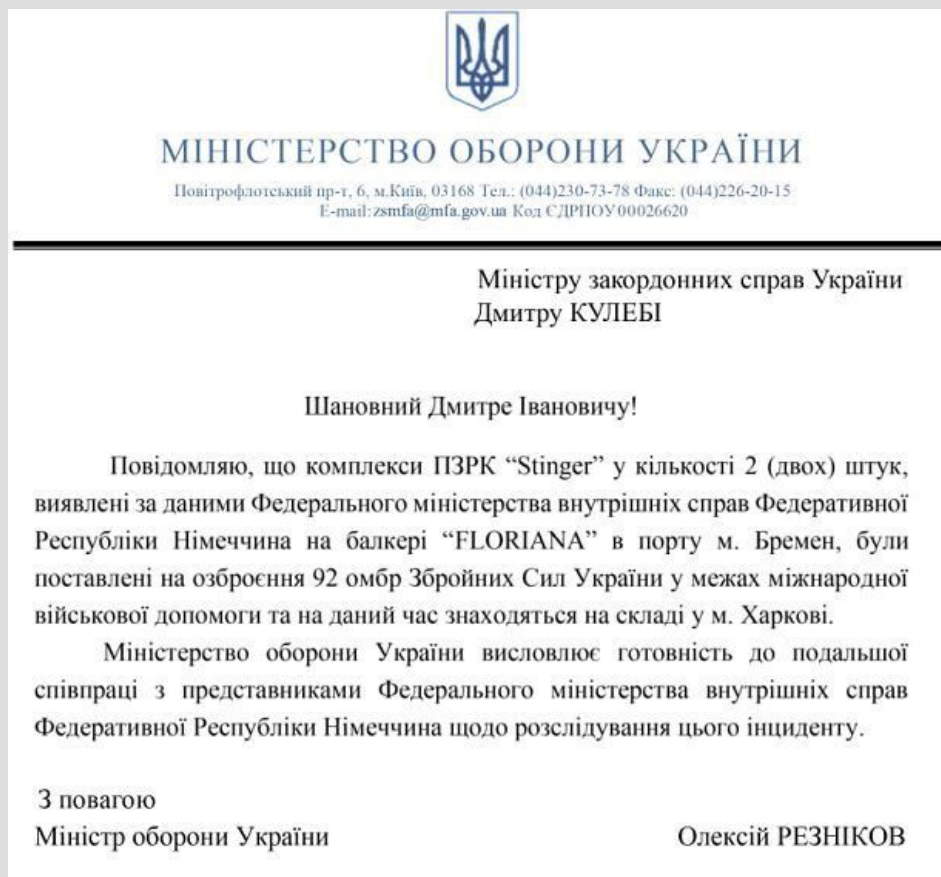 МІНІСТЕРСТВО ОБОРОНИ УКРАЇНИ
Повітрофлотський пр-т, 6, м.Київ, 03168 Тел.: (044)230-73-78 Факс: (044)226-20-15
E-mail:zsmfa@mfa.gov.ua Код ЄДРПОУ00026620
Міністру закордонних справ України
Дмитру КУЛЕБІ
Шановний Дмитре Івановичу!
Повідомляю, що комплекси ПЗРК “Stinger” у кількості 2 (двох) штук,
виявлені за даними Федерального міністерства внутрішніх справ Федеративної
Республіки Німеччина на балкері “FLORIANA” в порту м. Бремен, були
поставлені на озброєння 92 омбр Збройних Сил України у межах міжнародної
військової допомоги та на даний час знаходяться на складі у м. Харкові.
Міністерство оборони України висловлює готовність до подальшої
співпраці з представниками Федерального міністерства внутрішніх справ
Федеративної Республіки Німеччина щодо розслідування цього інциденту.
З повагою
Міністр оборони України Олексій РЕЗНІКОВ